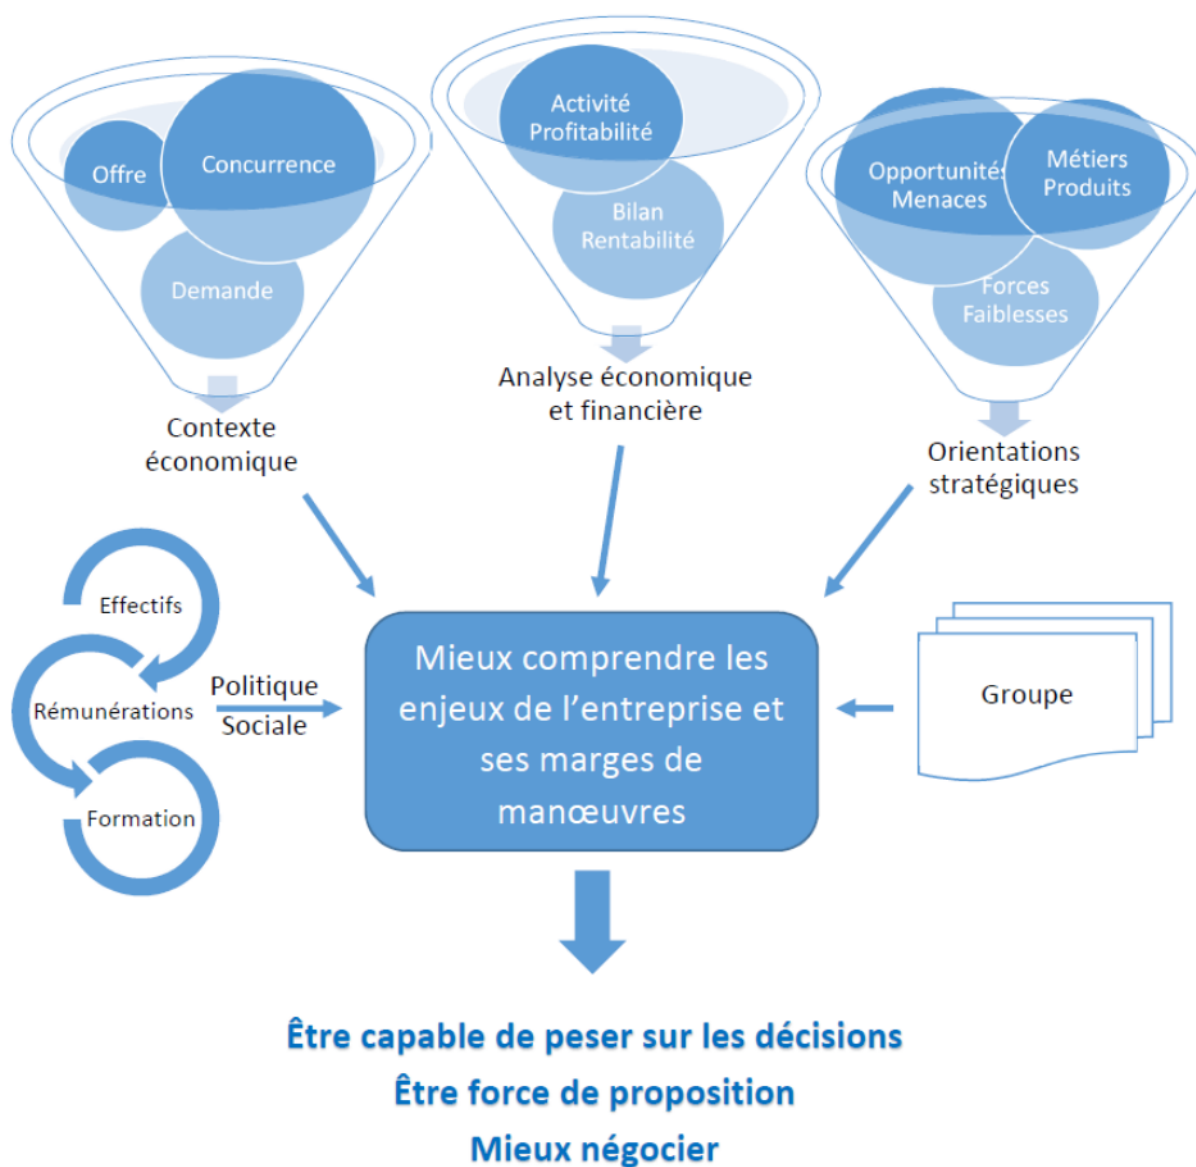 Offre
Concurrence
Demande
Contexte
économique
Activité
Profitabilité
Bilan
Rentabilité
Analyse économique
et financière
Opportunités
Menaces
Métiers
Produits
Forces
Faiblesses
Orientations
stratégiques
Effectifs
Rémunérations
Formation
Politique
Sociale
Mieux comprendre les
enjeux de l’entreprise et
ses marges de
manœuvres
Groupe
Être capable de peser sur les décisions
Être force de proposition
Mieux négocier